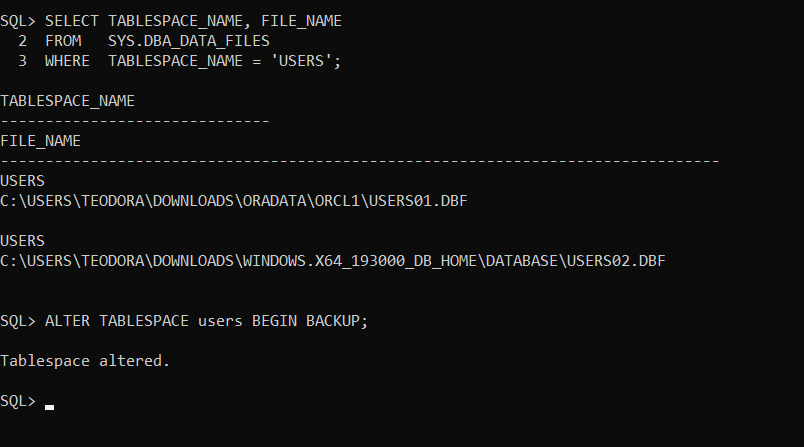 SQL> SELECT TABLESPACE_NAME, FILE_NAME
  2  FROM   SYS.DBA_DATA_FILES
  3  WHERE  TABLESPACE_NAME = 'USERS';
TABLESPACE_NAME
------------------------------
FILE_NAME
--------------------------------------------------------------------------------
USERS
C:\USERS\TEODORA\DOWNLOADS\ORADATA\ORCL1\USERS01.DBF
USERS
C:\USERS\TEODORA\DOWNLOADS\WINDOWS.X64_193000_DB_HOME\DATABASE\USERS02.DBF
SQL> ALTER TABLESPACE users BEGIN BACKUP;
Tablespace altered.
SQL>